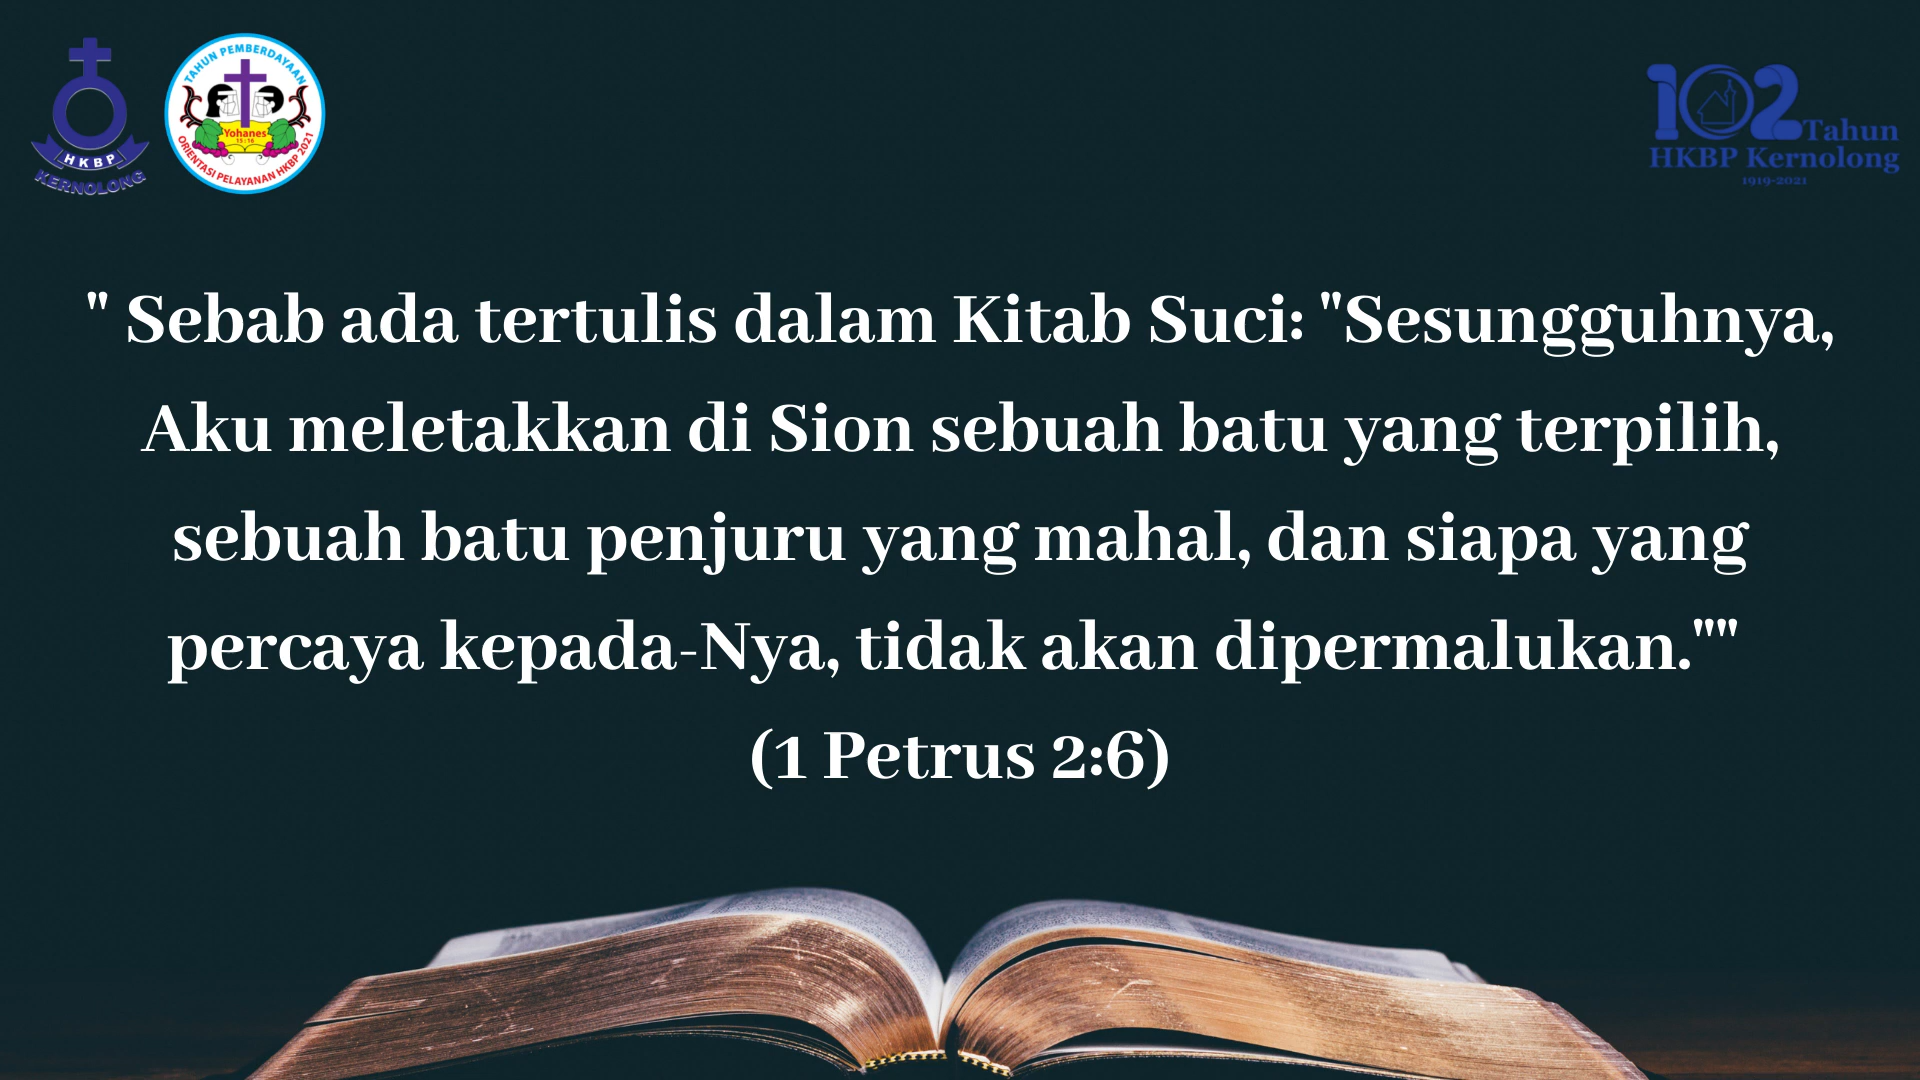 HKBP
KERNOLONG
TAHUN PEMBERDAYAAN
Yohanes
15:16
ORIENTASI PELAYANAN HKBP 2021
102 Tahun
HKBP Kernolong
1919-2021
" Sebab ada tertulis dalam Kitab Suci: "Sesungguhnya,
Aku meletakkan di Sion sebuah batu yang terpilih,
sebuah batu penjuru yang mahal, dan siapa yang
percaya kepada-Nya, tidak akan dipermalukan.""
(1 Petrus 2:6)